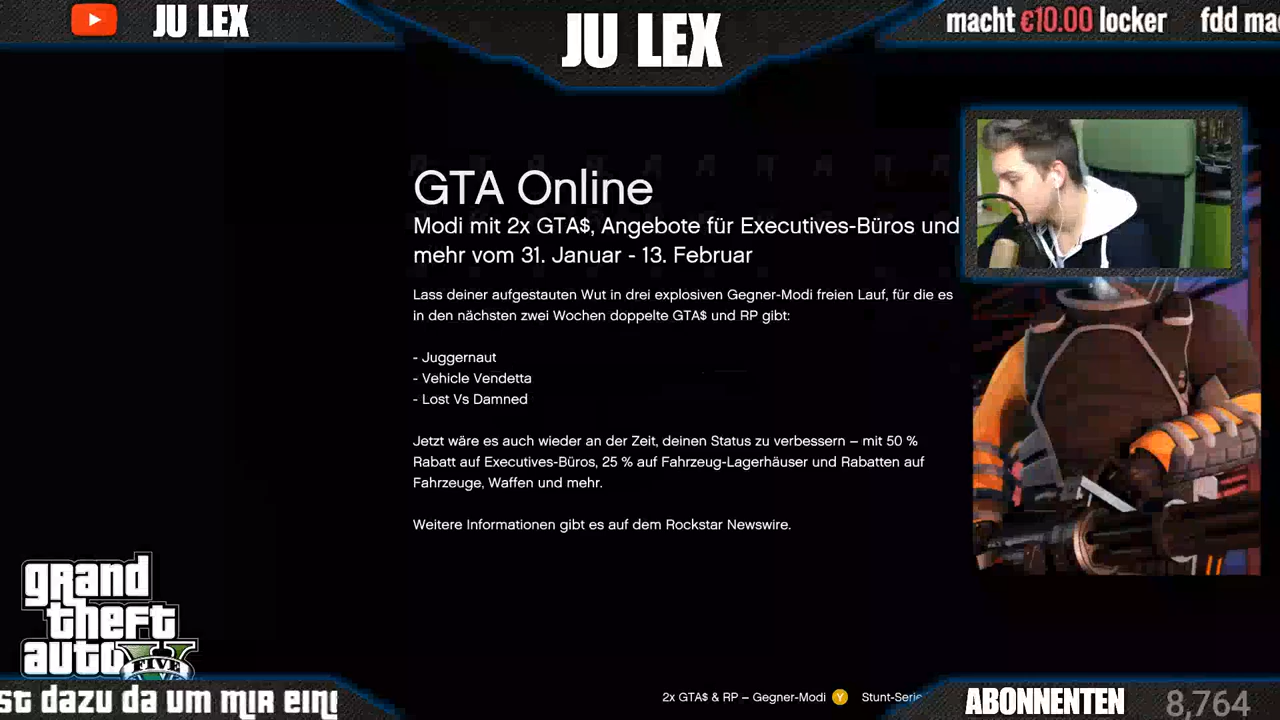 JU LEX
JU LEX
macht €10.00 locker fdd mac
GTA Online
Modi mit 2x GTA$, Angebote für Executives-Büros und
mehr vom 31. Januar - 13. Februar
Lass deiner aufgestauten Wut in drei explosiven Gegner-Modi freien Lauf, für die es
in den nächsten zwei Wochen doppelte GTA$ und RP gibt:
- Juggernaut
- Vehicle Vendetta
- Lost Vs Damned
Jetzt wäre es auch wieder an der Zeit, deinen Status zu verbessern – mit 50 %
Rabatt auf Executives-Büros, 25 % auf Fahrzeug-Lagerhäuser und Rabatten auf
Fahrzeuge, Waffen und mehr.
Weitere Informationen gibt es auf dem Rockstar Newswire.
grand
theft
auto V
FIVE
ST DAZU DA UM MIR EIN
2x GTA$ & RP – Gegner-Modi Y Stunt-Serie
ABONNENTEN 8,764